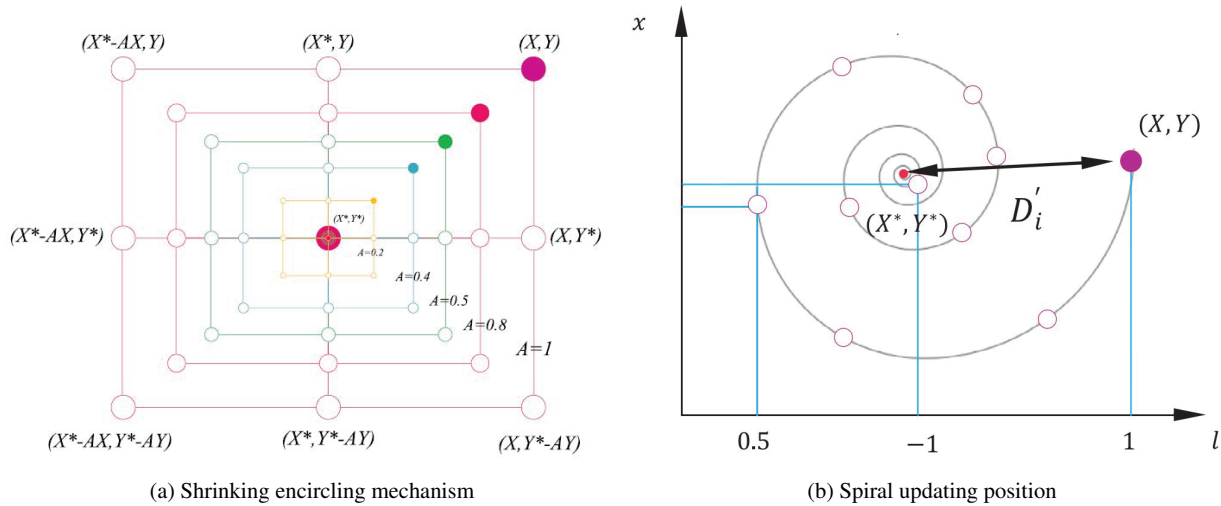 (X*-AX,Y)
(X*,Y)
(X,Y)
(X*,Y*)
(X*-AX,Y*)
(X,Y*)
A=0.2
A=0.4
A=0.5
A=0.8
A=1
(X*-AX,Y*-AY)
(X*,Y*-AY)
(X,Y*-AY)
(a) Shrinking encircling mechanism
x
(X,Y)
(X*,Y*)
D'i
0.5
−1
1
l
(b) Spiral updating position